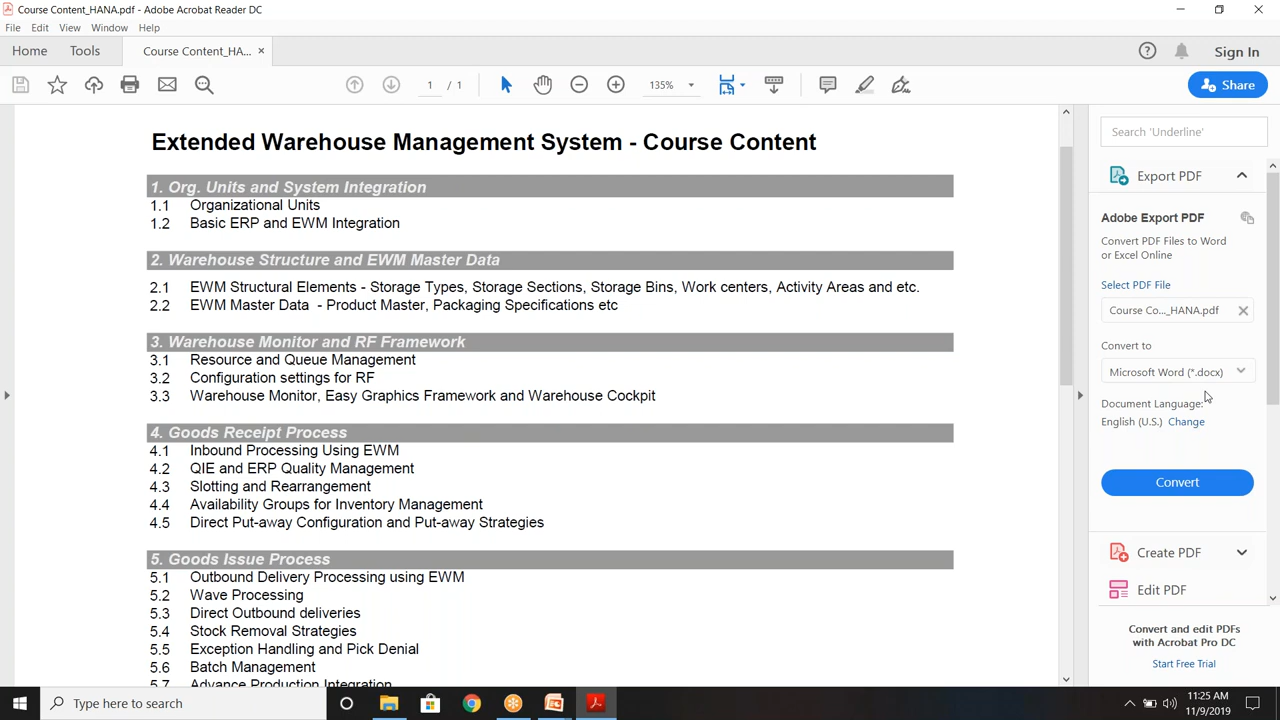 Course Content_HANA.pdf - Adobe Acrobat Reader DC
File Edit View Window Help
Home Tools Course Content_HA... × Sign In
1 / 1 135% Share
Extended Warehouse Management System - Course Content
1. Org. Units and System Integration
1.1 Organizational Units
1.2 Basic ERP and EWM Integration
2. Warehouse Structure and EWM Master Data
2.1 EWM Structural Elements - Storage Types, Storage Sections, Storage Bins, Work centers, Activity Areas and etc.
2.2 EWM Master Data - Product Master, Packaging Specifications etc
3. Warehouse Monitor and RF Framework
3.1 Resource and Queue Management
3.2 Configuration settings for RF
3.3 Warehouse Monitor, Easy Graphics Framework and Warehouse Cockpit
4. Goods Receipt Process
4.1 Inbound Processing Using EWM
4.2 QIE and ERP Quality Management
4.3 Slotting and Rearrangement
4.4 Availability Groups for Inventory Management
4.5 Direct Put-away Configuration and Put-away Strategies
5. Goods Issue Process
5.1 Outbound Delivery Processing using EWM
5.2 Wave Processing
5.3 Direct Outbound deliveries
5.4 Stock Removal Strategies
5.5 Exception Handling and Pick Denial
5.6 Batch Management
5.7 Advance Production Integration
Search 'Underline'
Export PDF
Adobe Export PDF
Convert PDF Files to Word
or Excel Online
Select PDF File
Course Co..._HANA.pdf
Convert to
Microsoft Word (*.docx)
Document Language:
English (U.S.) Change
Convert
Create PDF
Edit PDF
Convert and edit PDFs
with Acrobat Pro DC
Start Free Trial
Type here to search
11:25 AM
11/9/2019